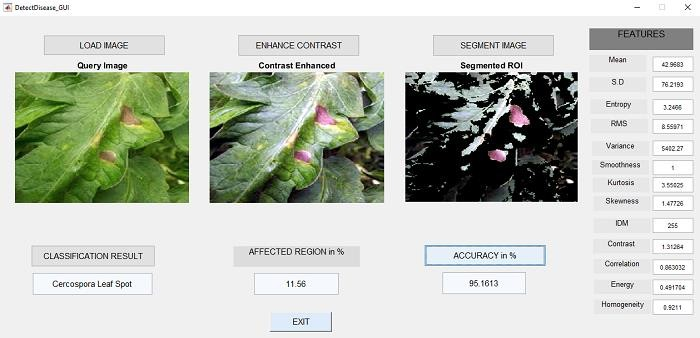 DetectDisease_GUI
LOAD IMAGE
ENHANCE CONTRAST
SEGMENT IMAGE
FEATURES
Query Image
Contrast Enhanced
Segmented ROI
Mean 42.9683
S.D 76.2193
Entropy 3.2466
RMS 8.55971
Variance 5402.27
Smoothness 1
Kurtosis 3.55025
Skewness 1.47726
IDM 255
Contrast 1.31264
Correlation 0.863032
Energy 0.491704
Homogeneity 0.9211
CLASSIFICATION RESULT
AFFECTED REGION in %
ACCURACY in %
Cercospora Leaf Spot
11.56
95.1613
EXIT